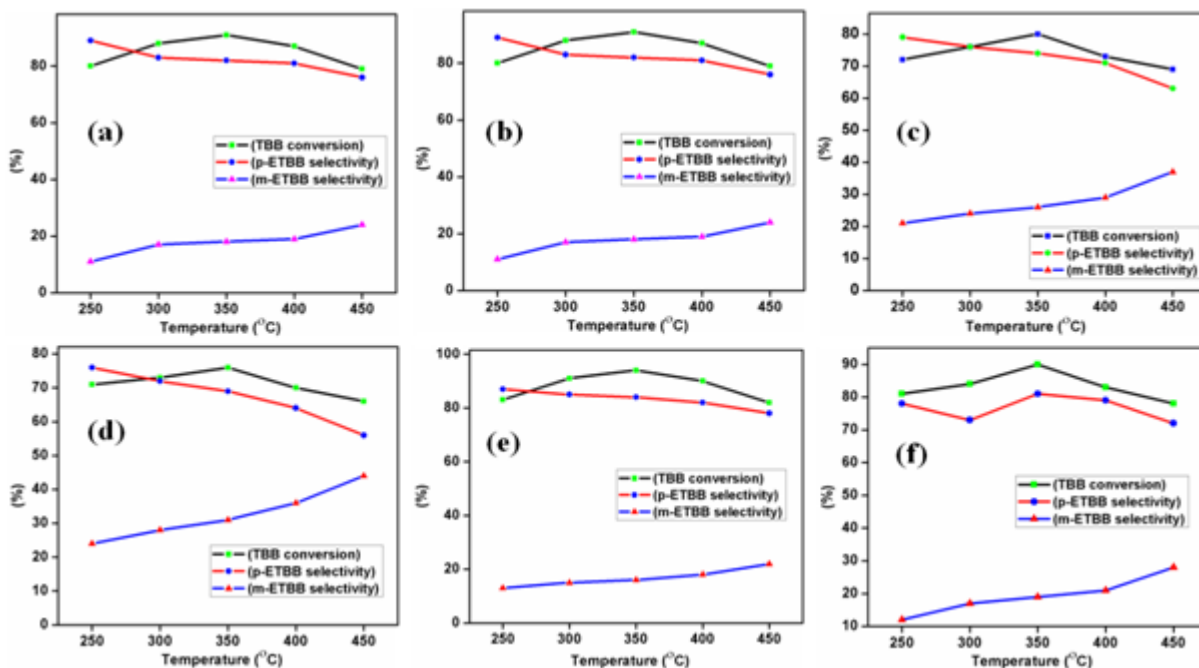 (%)
80
60
40
20
0
(a)
(TBB conversion)
(p-ETBB selectivity)
(m-ETBB selectivity)
250 300 350 400 450
Temperature (°C)
(%)
80
60
40
20
0
(b)
(TBB conversion)
(p-ETBB selectivity)
(m-ETBB selectivity)
250 300 350 400 450
Temperature (°C)
(%)
80
70
60
50
40
30
20
10
0
(c)
(TBB conversion)
(p-ETBB selectivity)
(m-ETBB selectivity)
250 300 350 400 450
Temperature (°C)
(%)
80
70
60
50
40
30
20
10
0
(d)
(TBB conversion)
(p-ETBB selectivity)
(m-ETBB selectivity)
250 300 350 400 450
Temperature (°C)
(%)
100
80
60
40
20
0
(e)
(TBB conversion)
(p-ETBB selectivity)
(m-ETBB selectivity)
250 300 350 400 450
Temperature (°C)
(%)
90
80
70
60
50
40
30
20
10
(f)
(TBB conversion)
(p-ETBB selectivity)
(m-ETBB selectivity)
250 300 350 400 450
Temperature (°C)